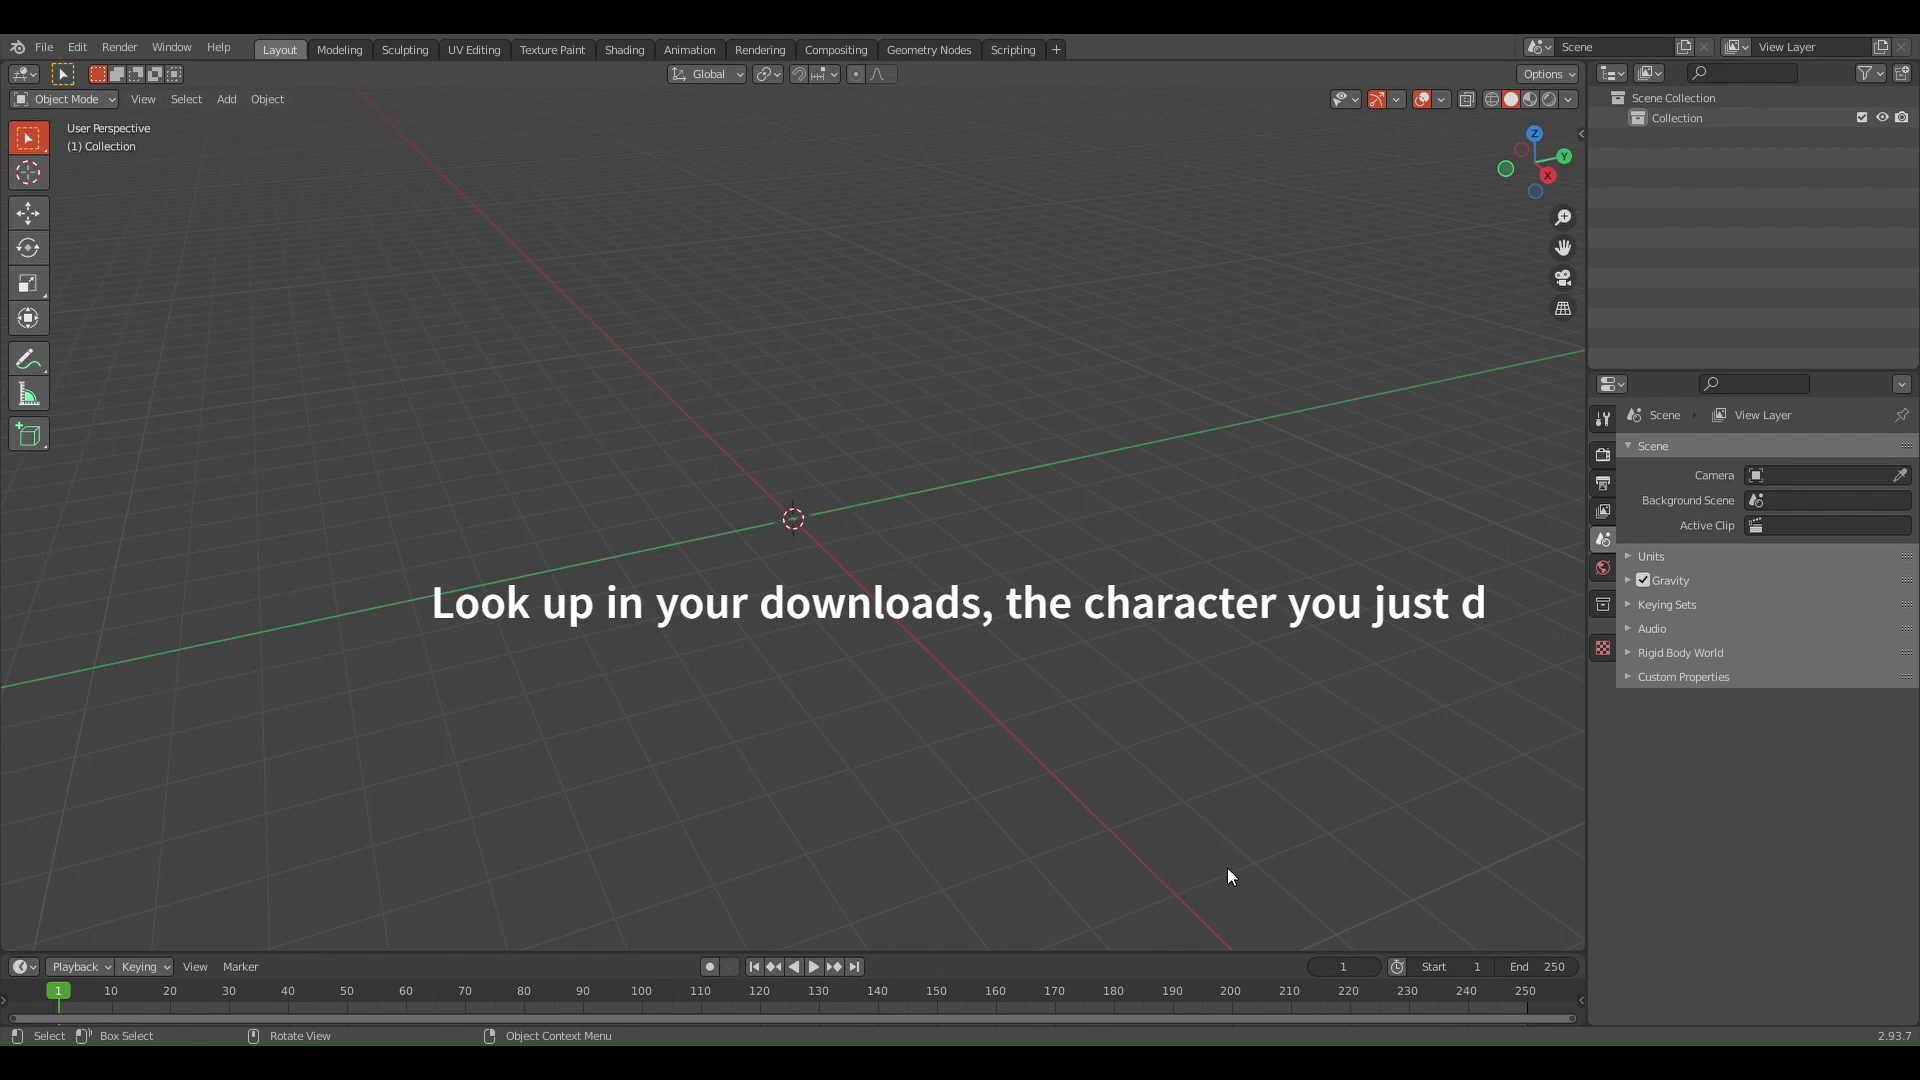 File Edit Render Window Help Layout Modeling Sculpting UV Editing Texture Paint Shading Animation Rendering Compositing Geometry Nodes Scripting + Scene View Layer
Global Options
Object Mode View Select Add Object
User Perspective
(1) Collection
Z
Y
X
Scene Collection
Collection
Scene View Layer
Scene
Camera
Background Scene
Active Clip
Units
Gravity
Keying Sets
Audio
Rigid Body World
Custom Properties
Look up in your downloads, the character you just d
Playback Keying View Marker 1 Start 1 End 250
1 10 20 30 40 50 60 70 80 90 100 110 120 130 140 150 160 170 180 190 200 210 220 230 240 250
Select Box Select Rotate View Object Context Menu 2.93.7